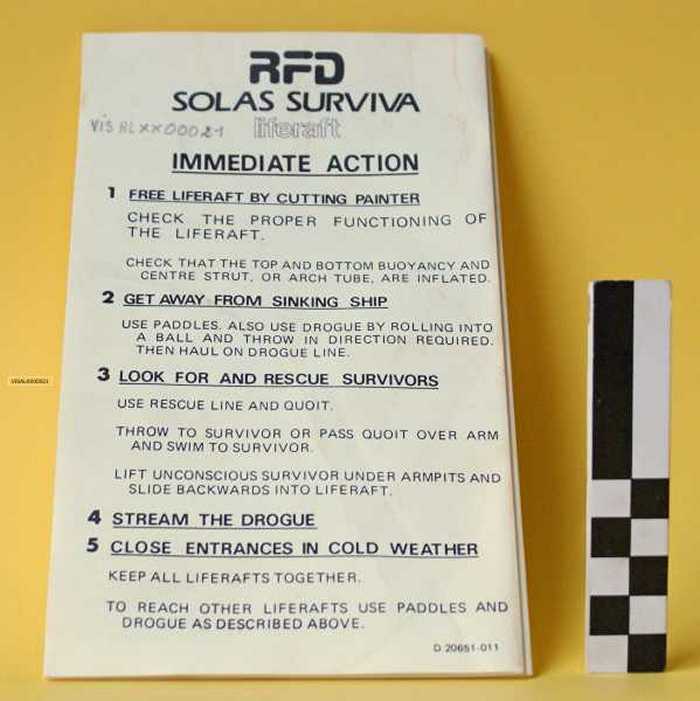 RFD
SOLAS SURVIVA
liferaft
IMMEDIATE ACTION
1 FREE LIFERAFT BY CUTTING PAINTER
CHECK THE PROPER FUNCTIONING OF
THE LIFERAFT.
CHECK THAT THE TOP AND BOTTOM BUOYANCY AND
CENTRE STRUT, OR ARCH TUBE, ARE INFLATED.
2 GET AWAY FROM SINKING SHIP
USE PADDLES. ALSO USE DROGUE BY ROLLING INTO
A BALL AND THROW IN DIRECTION REQUIRED.
THEN HAUL ON DROGUE LINE.
3 LOOK FOR AND RESCUE SURVIVORS
USE RESCUE LINE AND QUOIT.
THROW TO SURVIVOR OR PASS QUOIT OVER ARM
AND SWIM TO SURVIVOR.
LIFT UNCONSCIOUS SURVIVOR UNDER ARMPITS AND
SLIDE BACKWARDS INTO LIFERAFT.
4 STREAM THE DROGUE
5 CLOSE ENTRANCES IN COLD WEATHER
KEEP ALL LIFERAFTS TOGETHER.
TO REACH OTHER LIFERAFTS USE PADDLES AND
DROGUE AS DESCRIBED ABOVE.
D 20651-011